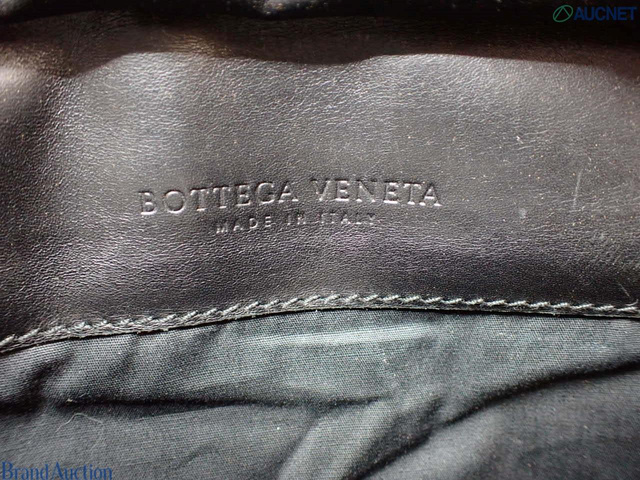 AUCNET
BOTTEGA VENETA
MADE IN ITALY
Brand Auction